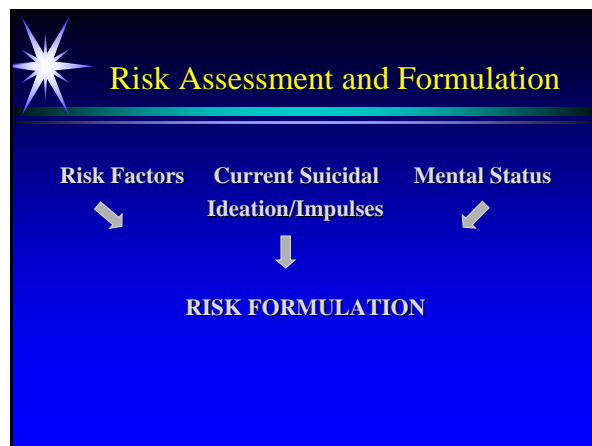 Risk Assessment and Formulation
Risk Factors Current Suicidal Mental Status
Ideation/Impulses
RISK FORMULATION